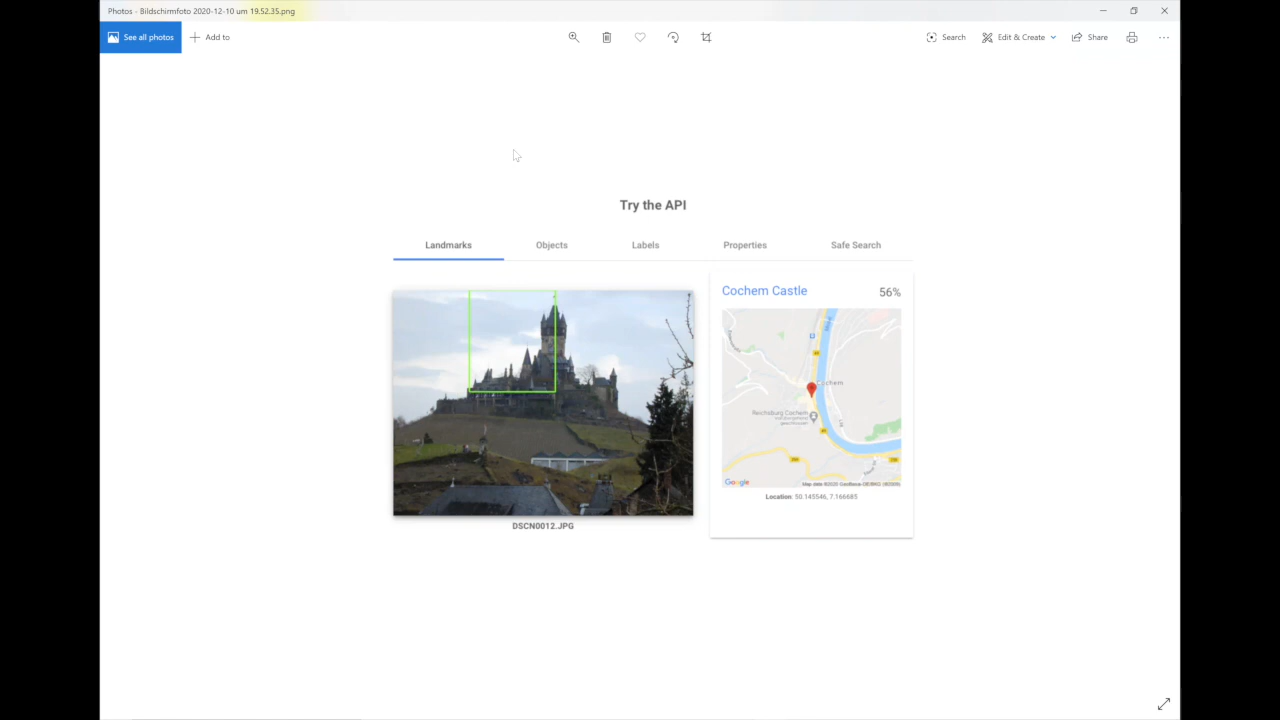 Photos - Bildschirmfoto 2020-12-10 um 19.52.35.png
See all photos
Add to
Search
Edit & Create
Share
Try the API
Landmarks
Objects
Labels
Properties
Safe Search
Cochem Castle
56%
Cochem
Reichsburg Cochem
Google
Location: 50.145546, 7.166685
DSCN0012.JPG